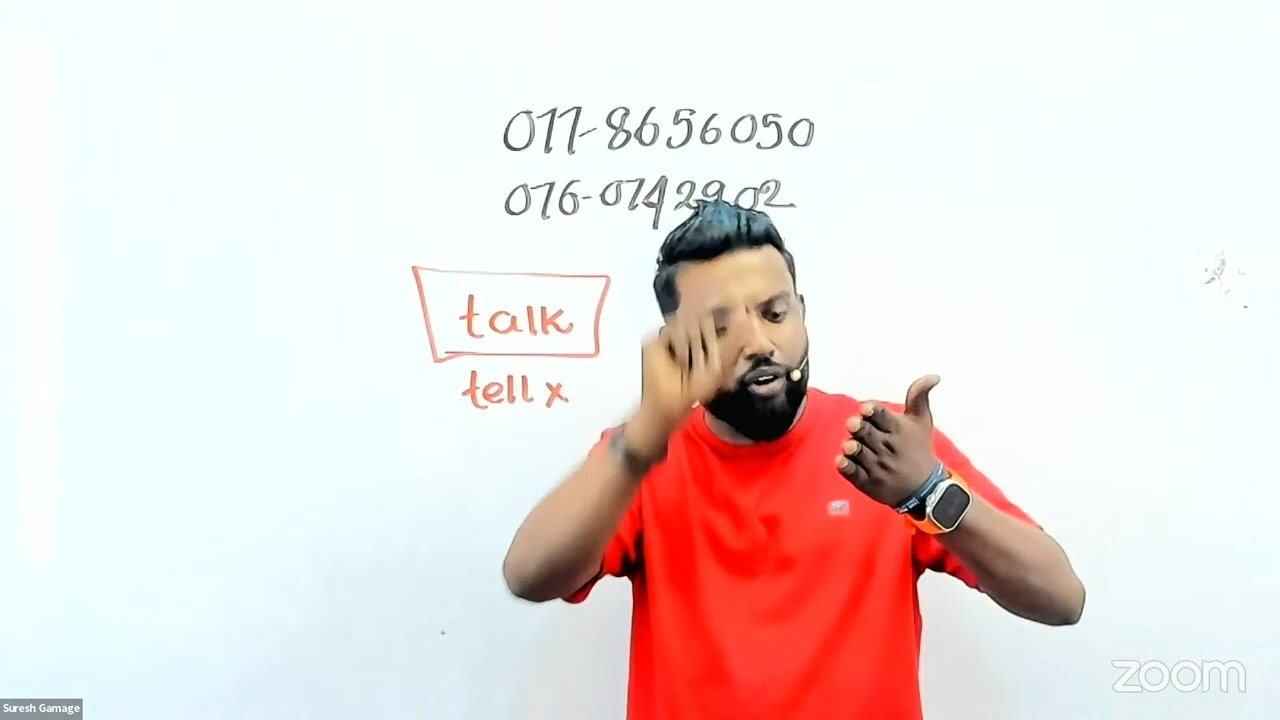 011-8656050
076-0742902
talk
tell x
Suresh Gamage
zoom